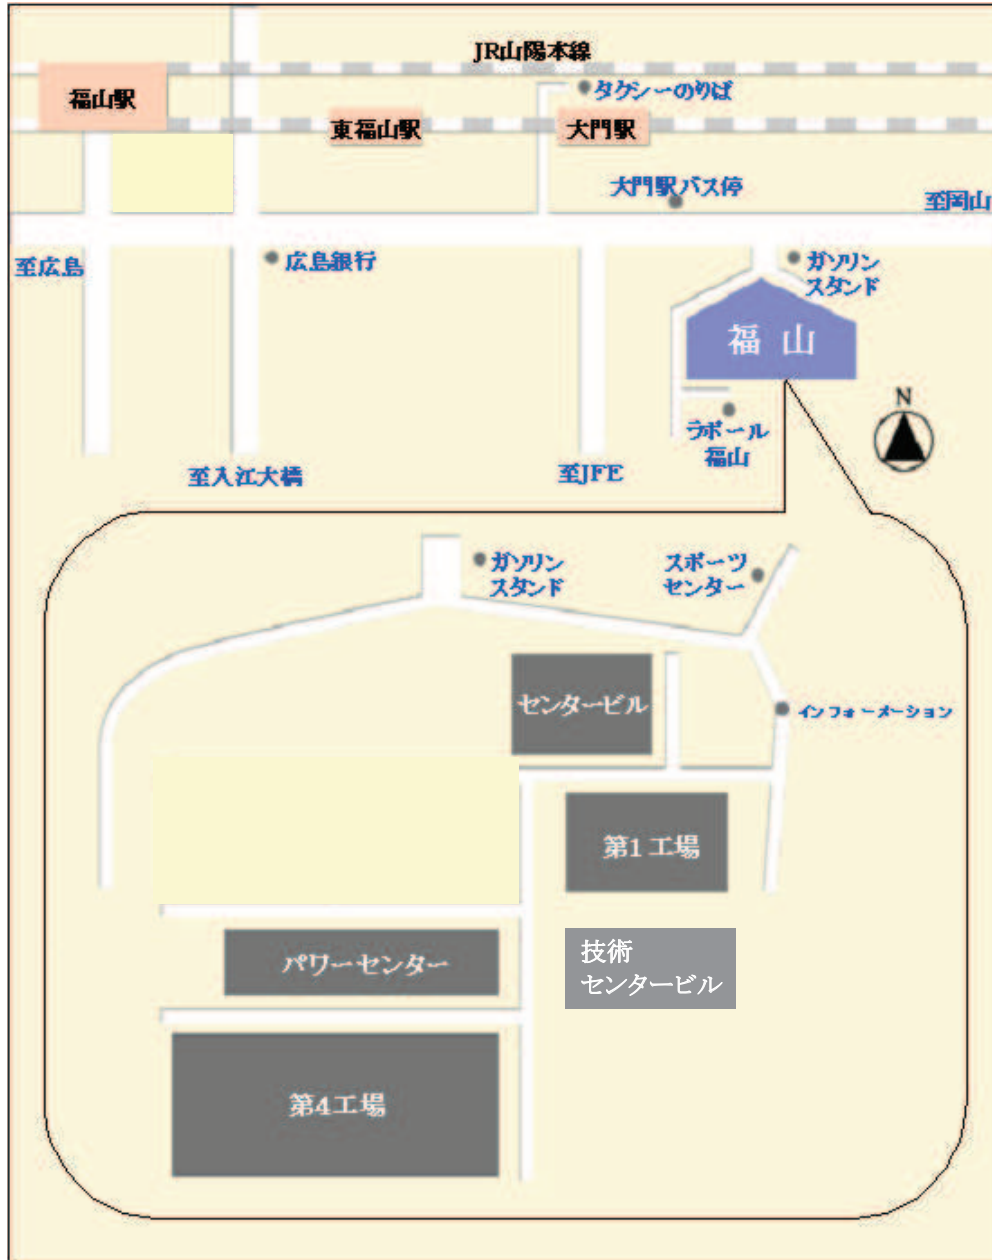 JR山陽本線
福山駅
タクシーのりば
東福山駅
大門駅
大門駅バス停
至岡山
至広島
広島銀行
ガソリン
スタンド
福 山
N
ラポール
福山
至入江大橋
至JFE
ガソリン
スタンド
スポーツ
センター
センタービル
インフォーメーション
第1工場
技術
センタービル
パワーセンター
第4工場